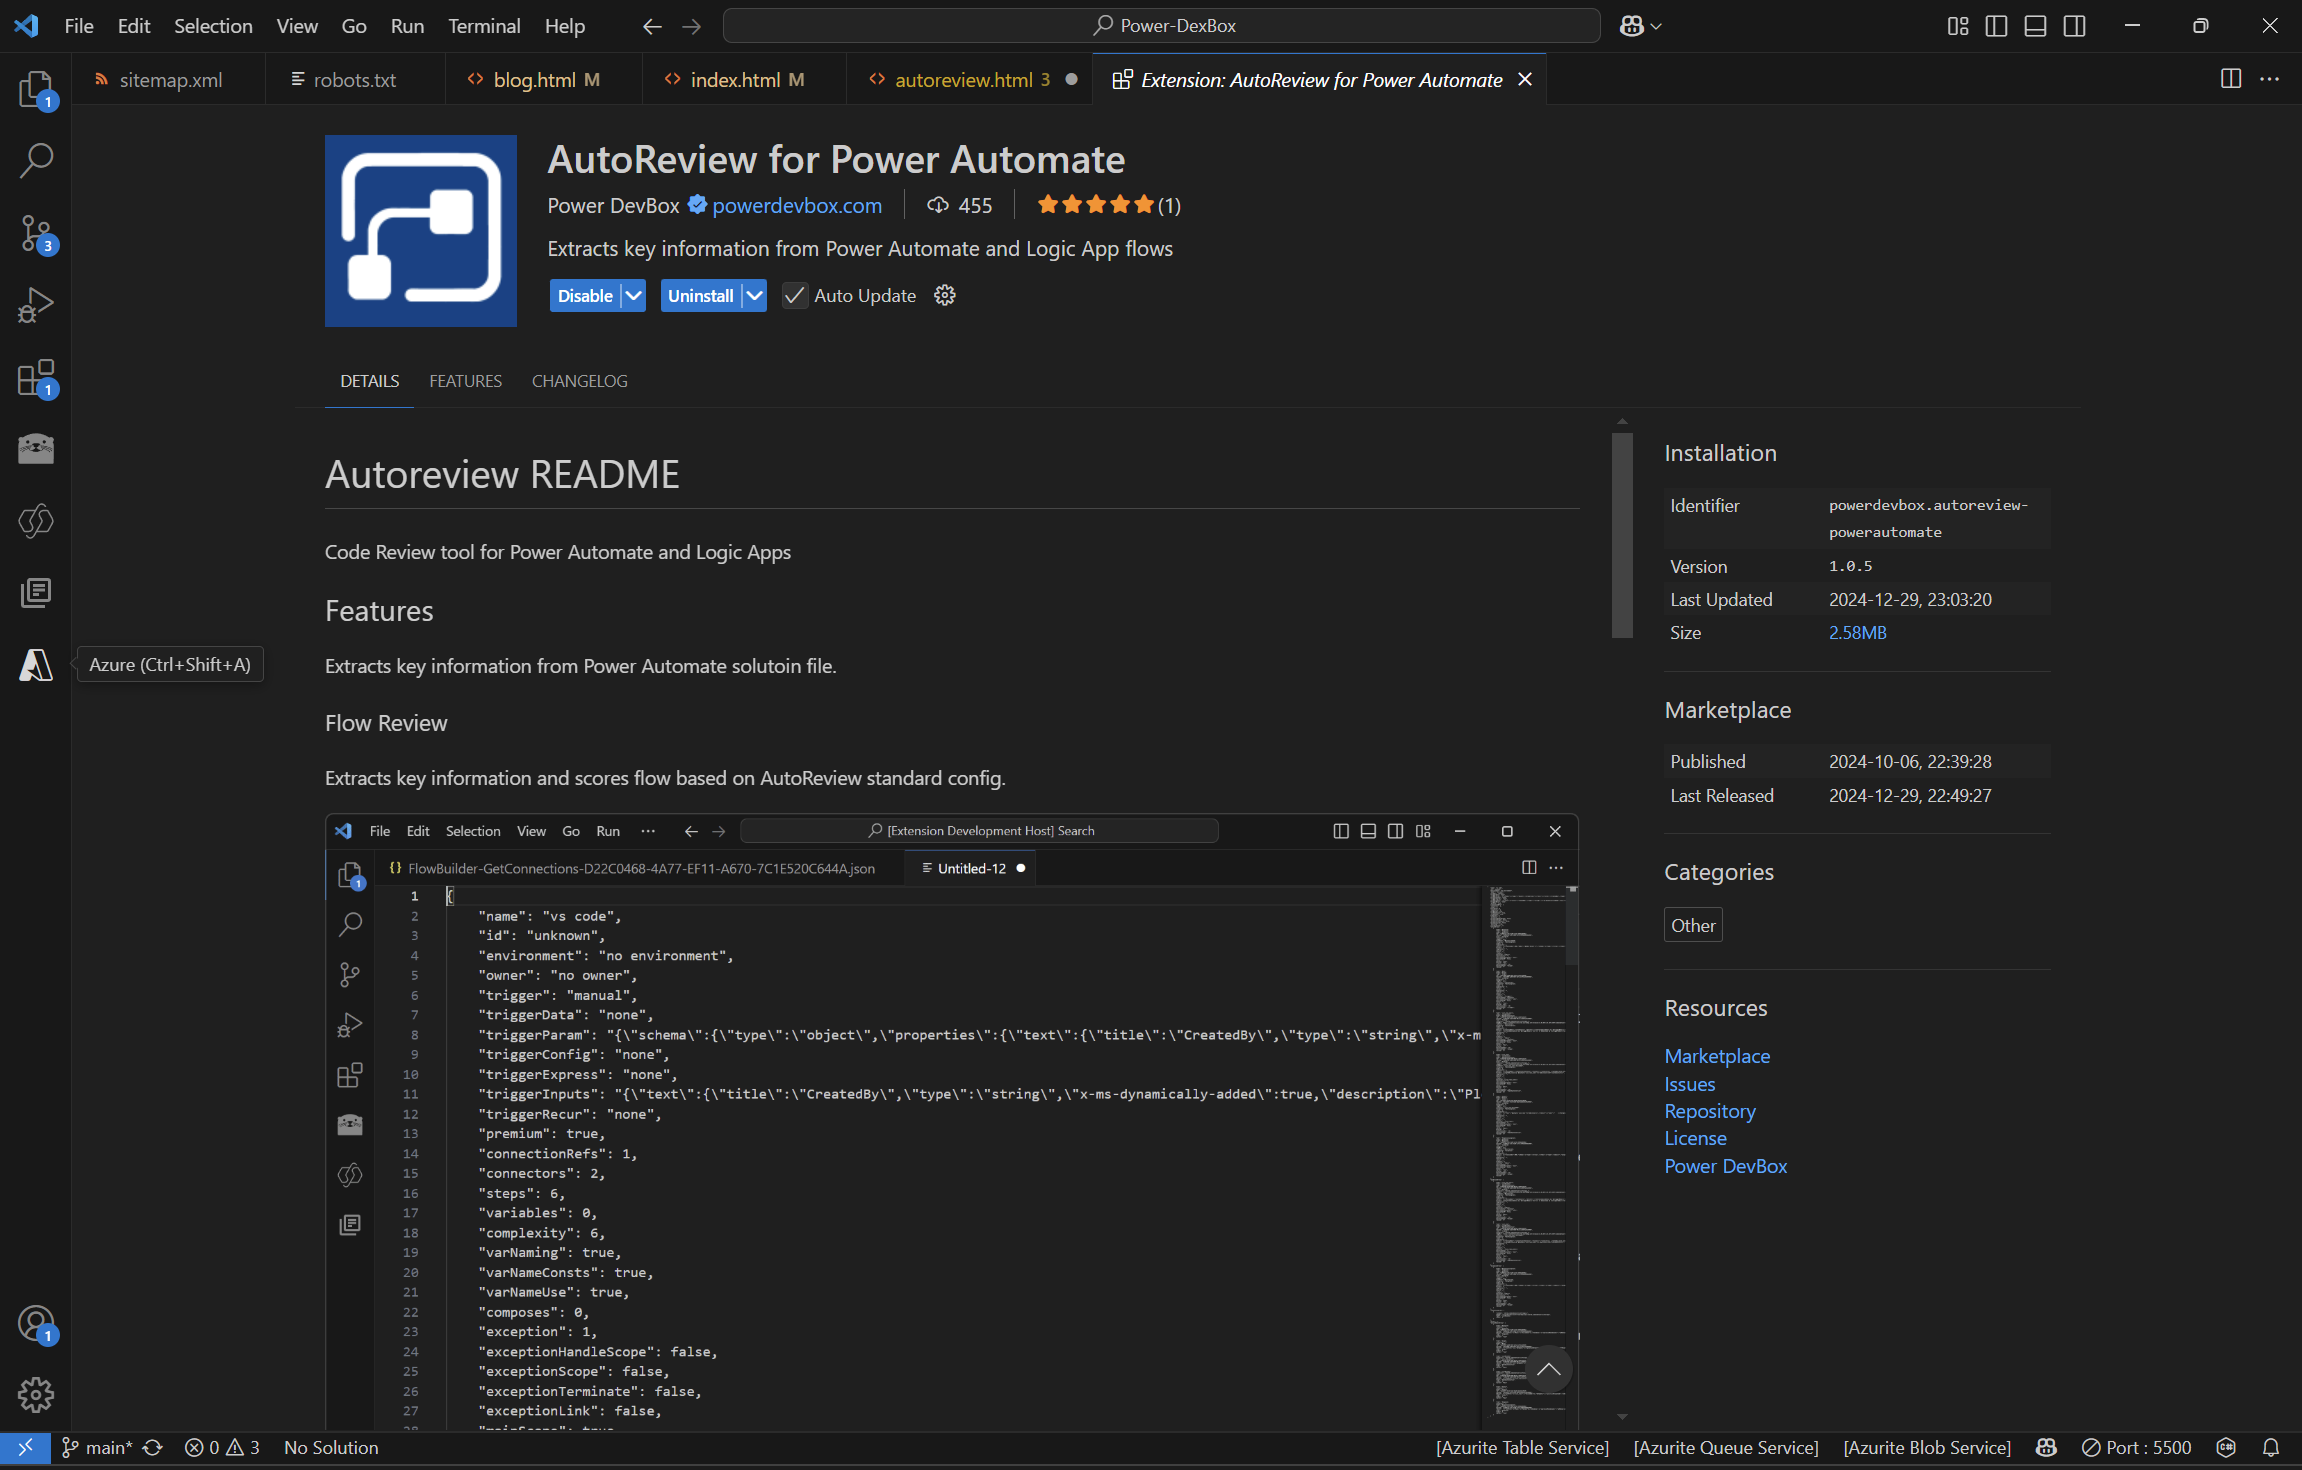 File Edit Selection View Go Run Terminal Help
Power-DexBox
sitemap.xml
robots.txt
blog.html M
index.html M
autoreview.html 3
Extension: AutoReview for Power Automate
AutoReview for Power Automate
Power DevBox powerdevbox.com 455 (1)
Extracts key information from Power Automate and Logic App flows
Disable Uninstall Auto Update
DETAILS FEATURES CHANGELOG
Autoreview README
Code Review tool for Power Automate and Logic Apps
Features
Extracts key information from Power Automate solutoin file.
Flow Review
Extracts key information and scores flow based on AutoReview standard config.
File Edit Selection View Go Run ···
[Extension Development Host] Search
FlowBuilder-GetConnections-D22C0468-4A77-EF11-A670-7C1E520C644A.json
Untitled-12
1 {
2 "name": "vs code",
3 "id": "unknown",
4 "environment": "no environment",
5 "owner": "no owner",
6 "trigger": "manual",
7 "triggerData": "none",
8 "triggerParam": "{\"schema\":{\"type\":\"object\",\"properties\":{\"text\":{\"title\":\"CreatedBy\",\"type\":\"string\",\"x-m
9 "triggerConfig": "none",
10 "triggerExpress": "none",
11 "triggerInputs": "{\"text\":{\"title\":\"CreatedBy\",\"type\":\"string\",\"x-ms-dynamically-added\":true,\"description\":\"Pl
12 "triggerRecur": "none",
13 "premium": true,
14 "connectionRefs": 1,
15 "connectors": 2,
16 "steps": 6,
17 "variables": 0,
18 "complexity": 6,
19 "varNaming": true,
20 "varNameConsts": true,
21 "varNameUse": true,
22 "composes": 0,
23 "exception": 1,
24 "exceptionHandleScope": false,
25 "exceptionScope": false,
26 "exceptionTerminate": false,
27 "exceptionLink": false,
Installation
Identifier powerdevbox.autoreview-
powerautomate
Version 1.0.5
Last Updated 2024-12-29, 23:03:20
Size 2.58MB
Marketplace
Published 2024-10-06, 22:39:28
Last Released 2024-12-29, 22:49:27
Categories
Other
Resources
Marketplace
Issues
Repository
License
Power DevBox
1
3
1
Azure (Ctrl+Shift+A)
1
1
main* 0 3 No Solution
[Azurite Table Service] [Azurite Queue Service] [Azurite Blob Service] Port : 5500